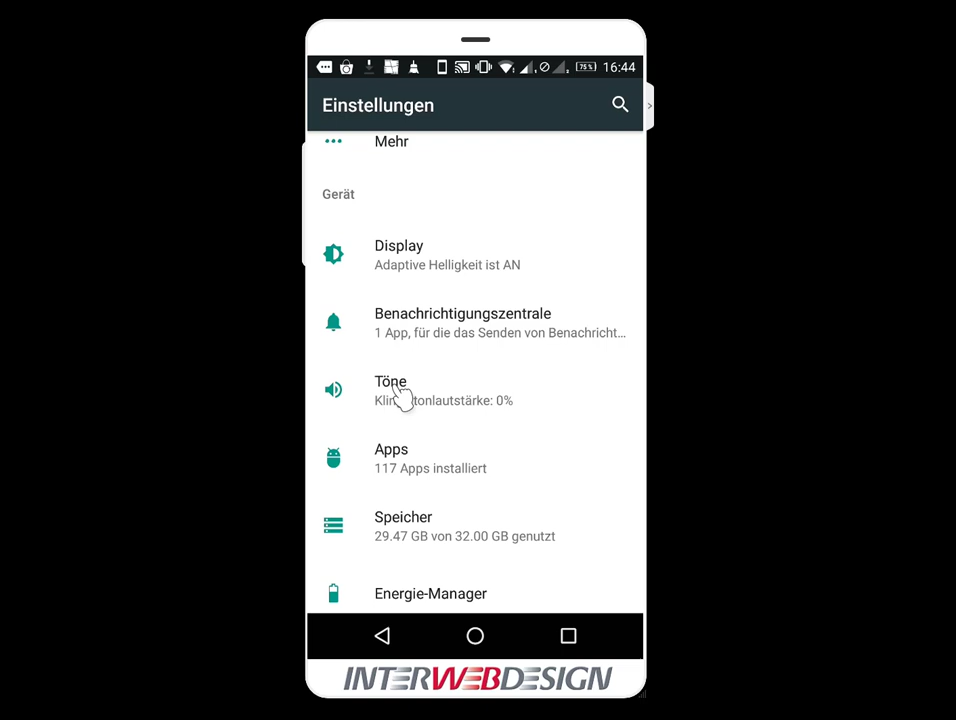 75 %
16:44
Einstellungen
Mehr
Gerät
Display
Adaptive Helligkeit ist AN
Benachrichtigungszentrale
1 App, für die das Senden von Benachricht...
Töne
tonlautstärke: 0%
Apps
117 Apps installiert
Speicher
29.47 GB von 32.00 GB genutzt
Energie-Manager
INTERWEBDESIGN